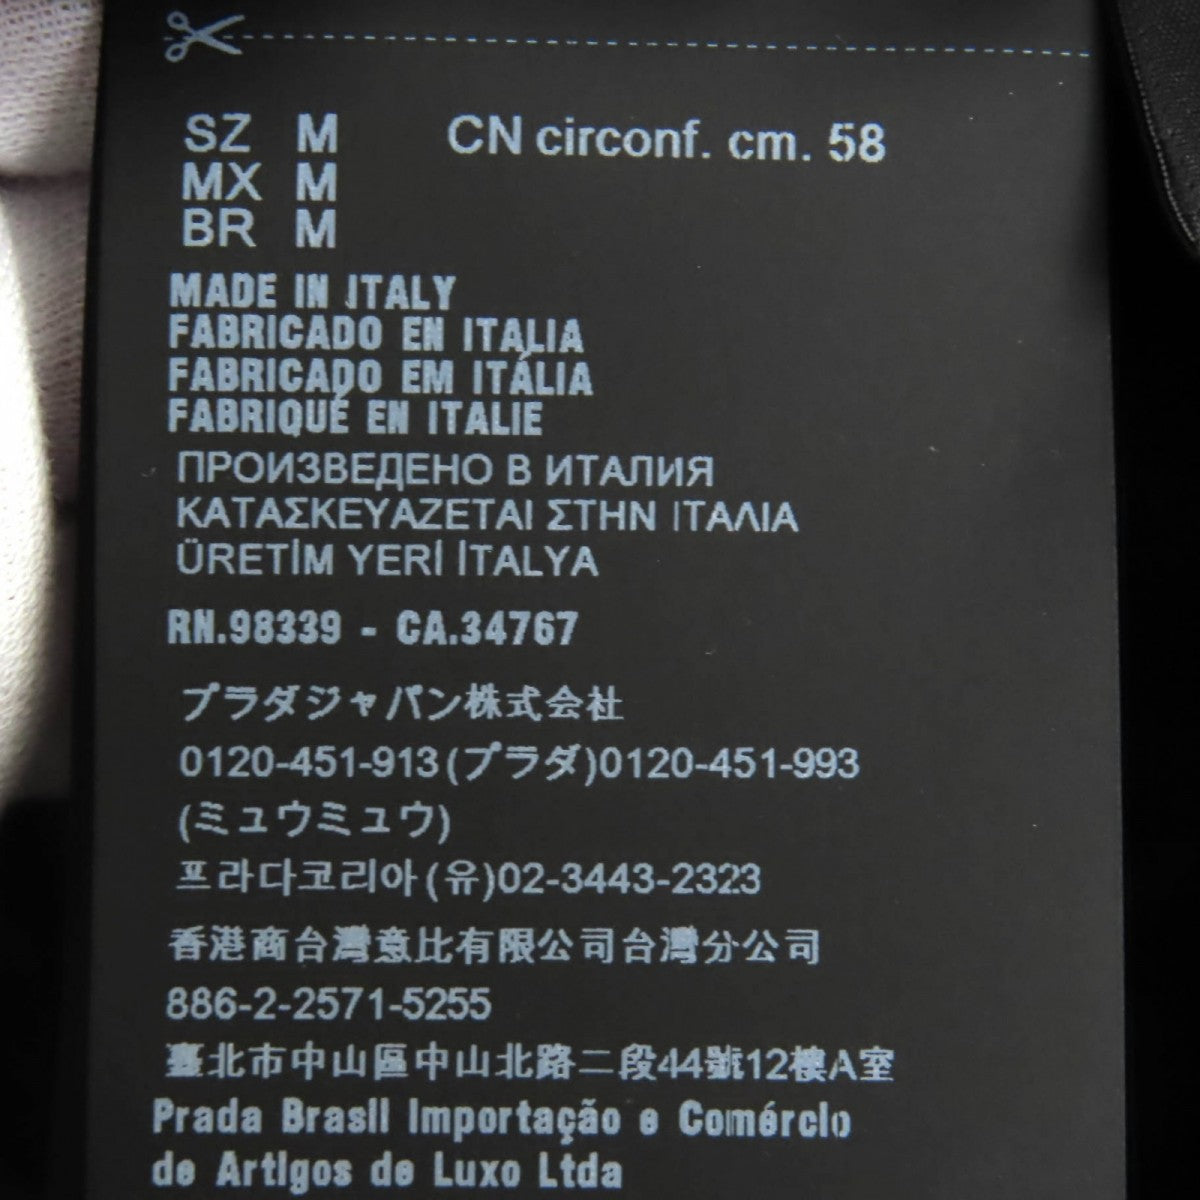 SZ M CN circonf. cm. 58
MX M
BR M
MADE IN ITALY
FABRICADO EN ITALIA
FABRICADO EM ITÁLIA
FABRIQUÉ EN ITALIE
ПРОИЗВЕДЕНО В ИТАЛИЯ
ΚΑΤΑΣΚΕΥΑΖΕΤΑΙ ΣΤΗΝ ΙΤΑΛΙΑ
ÜRETİM YERİ İTALYA
RN.98339 - CA.34767
プラダジャパン株式会社
0120-451-913(プラダ)0120-451-993
(ミュウミュウ)
프라다코리아(유)02-3443-2323
香港商台灣意比有限公司台灣分公司
886-2-2571-5255
臺北市中山區中山北路二段44號12樓A室
Prada Brasil Importação e Comércio
de Artigos de Luxo Ltda